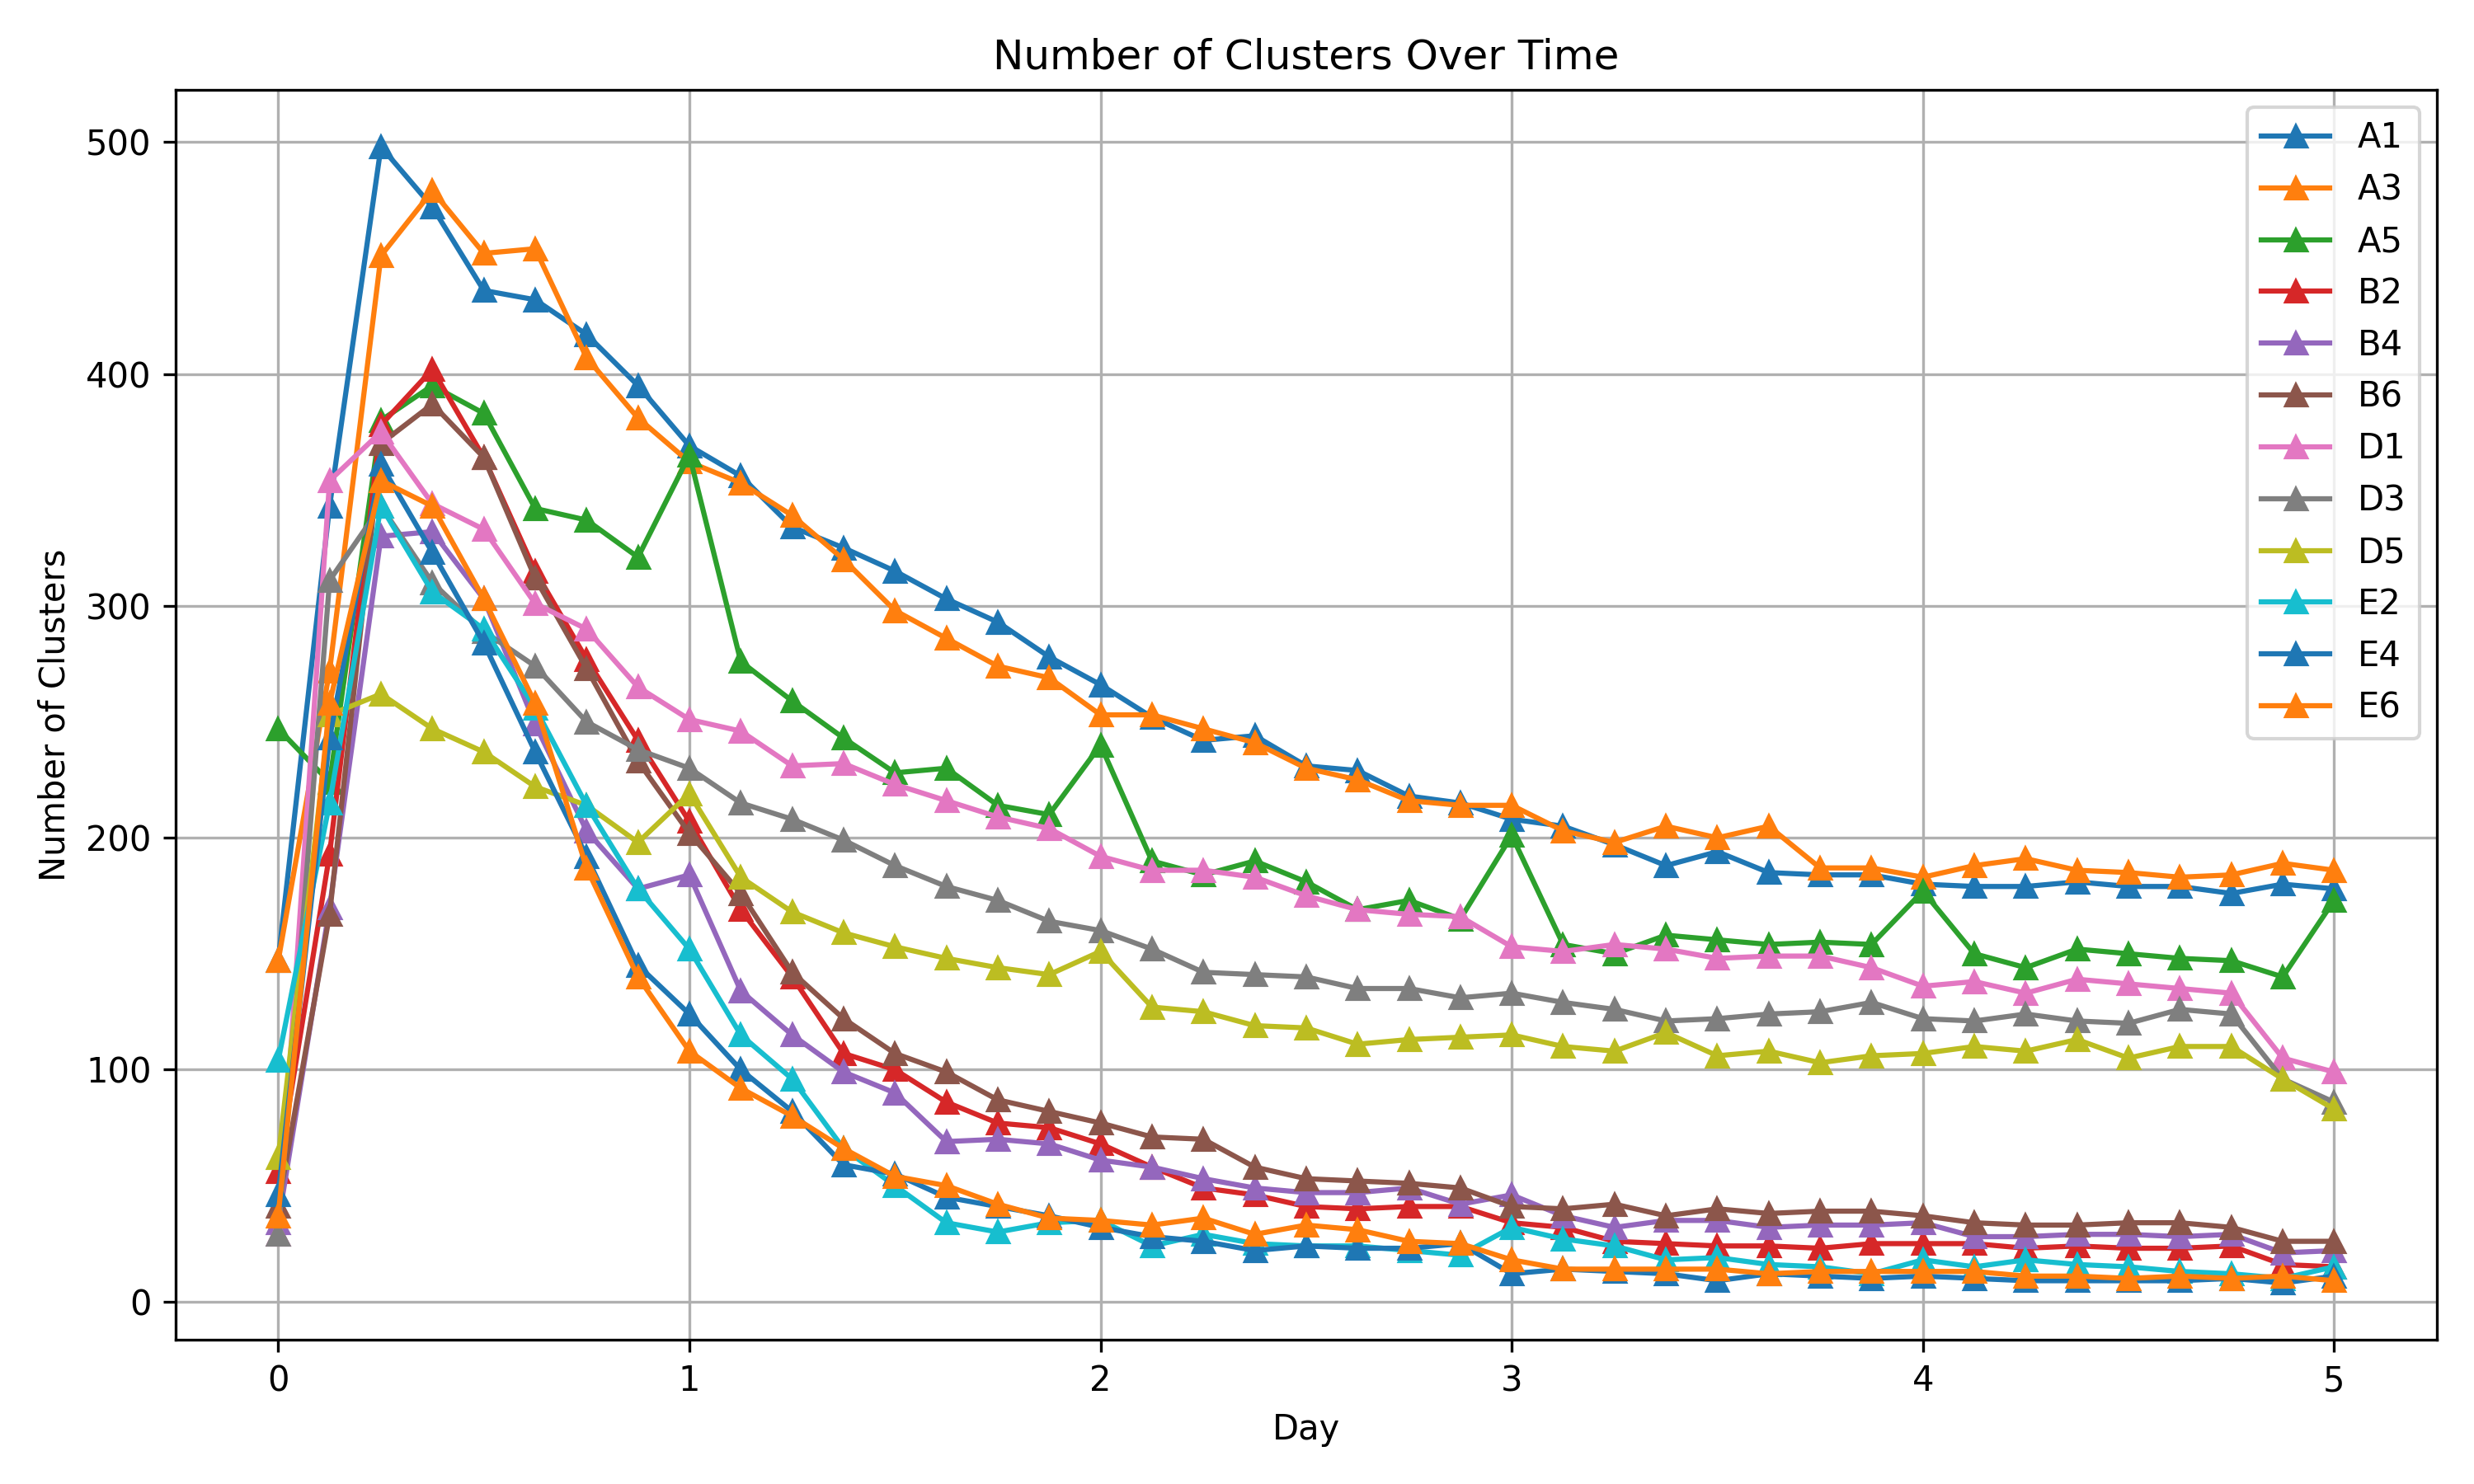 Number of Clusters Over Time
Number of Clusters
500
400
300
200
100
0
0 1 2 3 4 5
Day
A1
A3
A5
B2
B4
B6
D1
D3
D5
E2
E4
E6